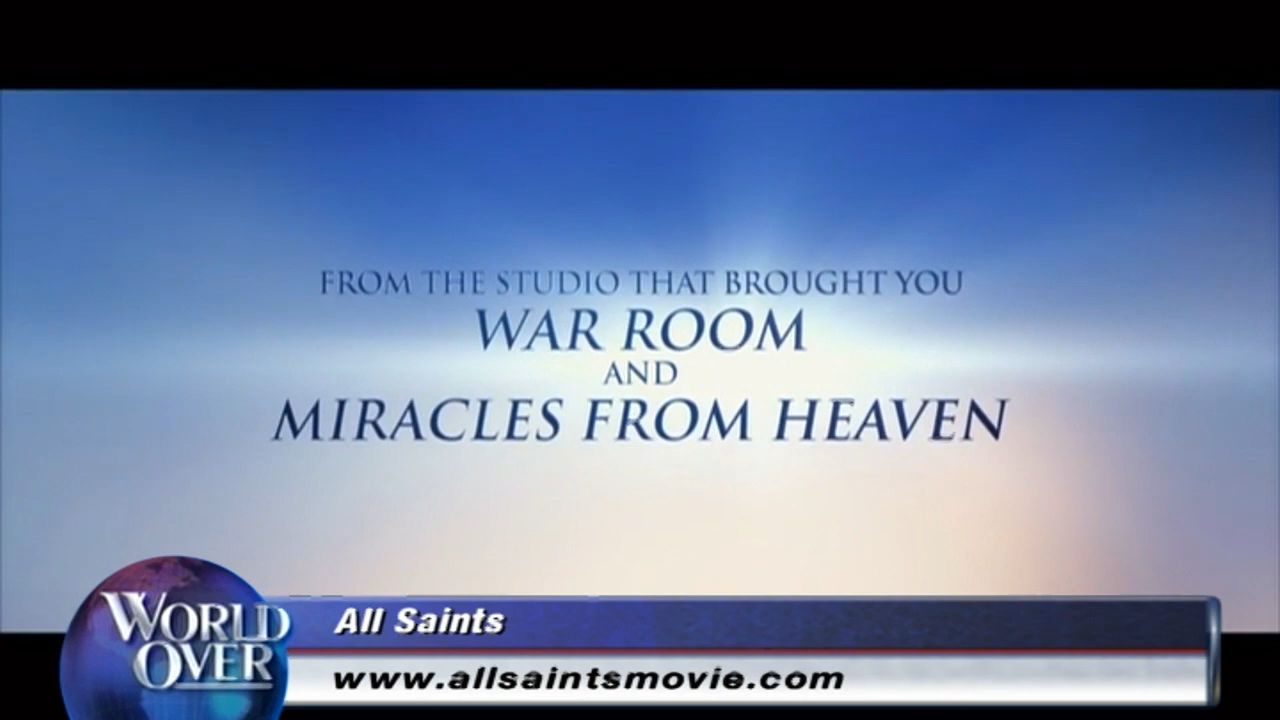 FROM THE STUDIO THAT BROUGHT YOU
WAR ROOM
AND
MIRACLES FROM HEAVEN
WORLD
OVER
All Saints
www.allsaintsmovie.com